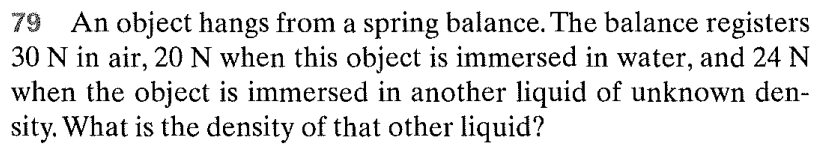 79 An object hangs from a spring balance. The balance registers
30 N in air, 20 N when this object is immersed in water, and 24 N
when the object is immersed in another liquid of unknown den-
sity. What is the density of that other liquid?